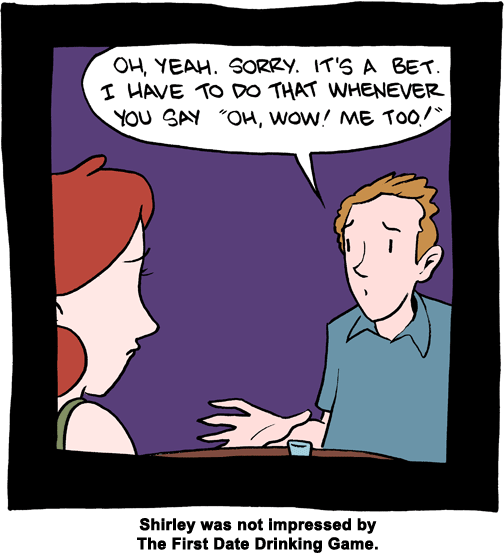 OH, YEAH. SORRY. IT'S A BET.
I HAVE TO DO THAT WHENEVER
YOU SAY "OH, WOW! ME TOO!"
Shirley was not impressed by
The First Date Drinking Game.